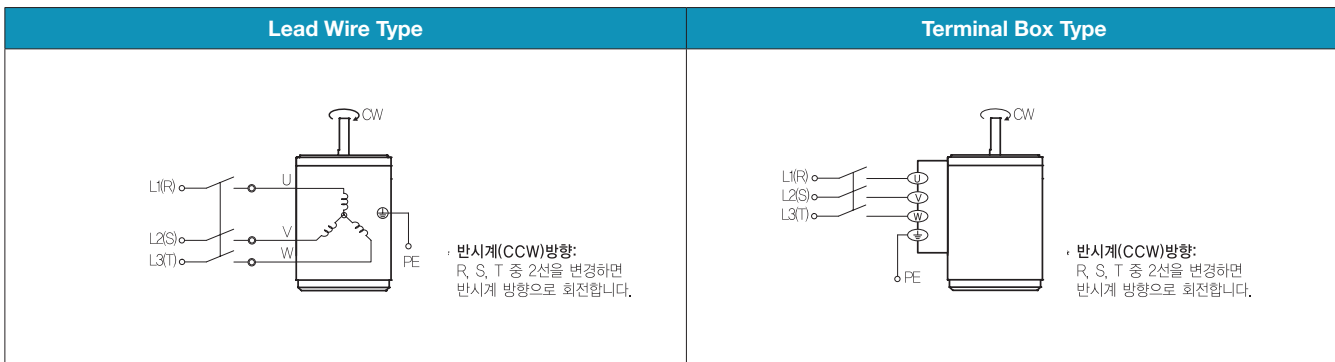 Lead Wire Type
Terminal Box Type
CW
L1(R)
U
L2(S)
V
L3(T)
W
PE
반시계(CCW)방향:
R, S, T 중 2선을 변경하면
반시계 방향으로 회전합니다.
CW
L1(R)
U
L2(S)
V
L3(T)
W
PE
반시계(CCW)방향:
R, S, T 중 2선을 변경하면
반시계 방향으로 회전합니다.